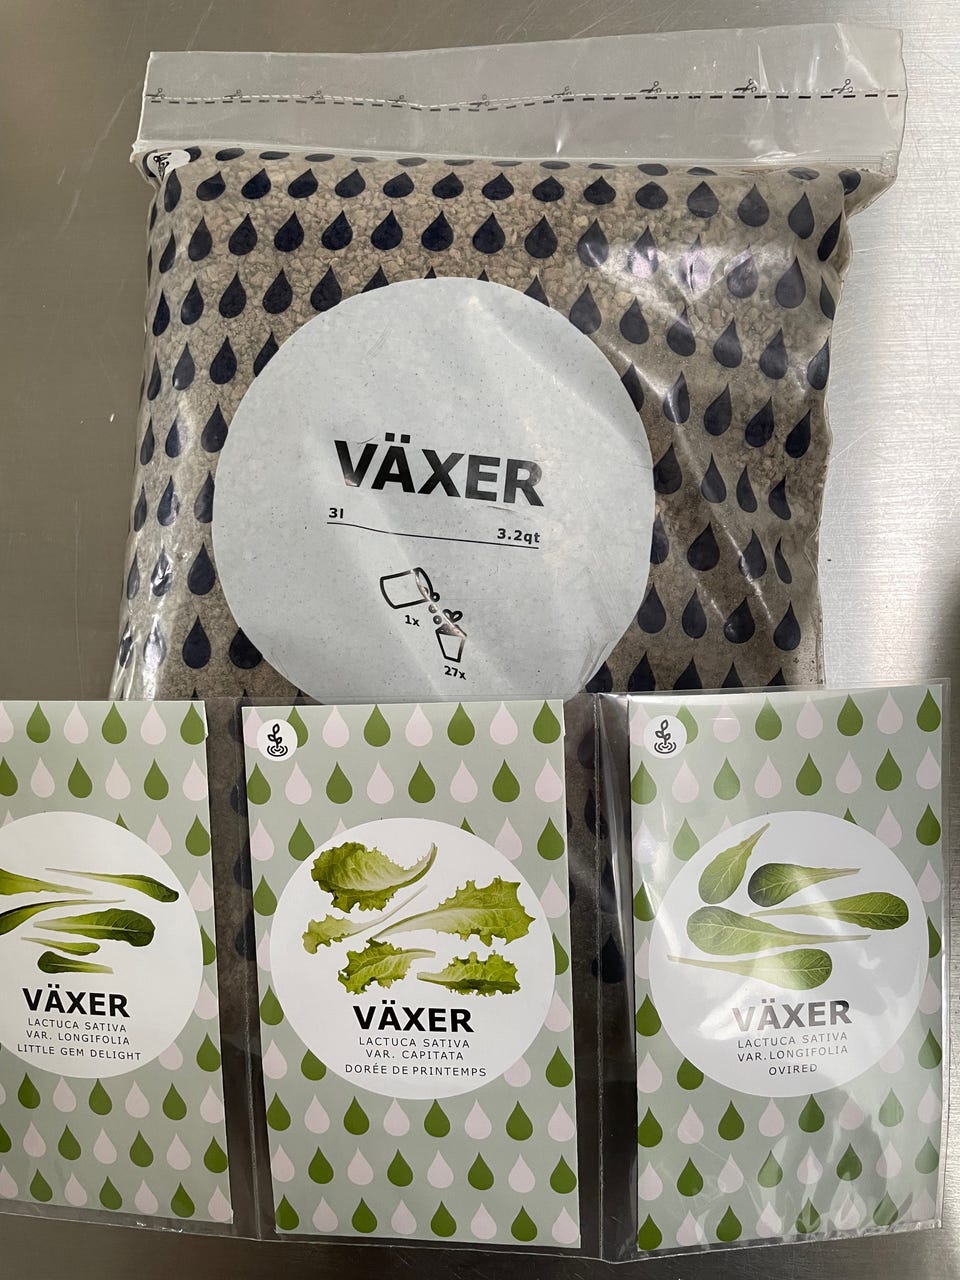 VÄXER
3l
3.2qt
1x
27x
VÄXER
LACTUCA SATIVA
VAR. LONGIFOLIA
LITTLE GEM DELIGHT
VÄXER
LACTUCA SATIVA
VAR. CAPITATA
DORÉE DE PRINTEMPS
VÄXER
LACTUCA SATIVA
VAR. LONGIFOLIA
OVIRED